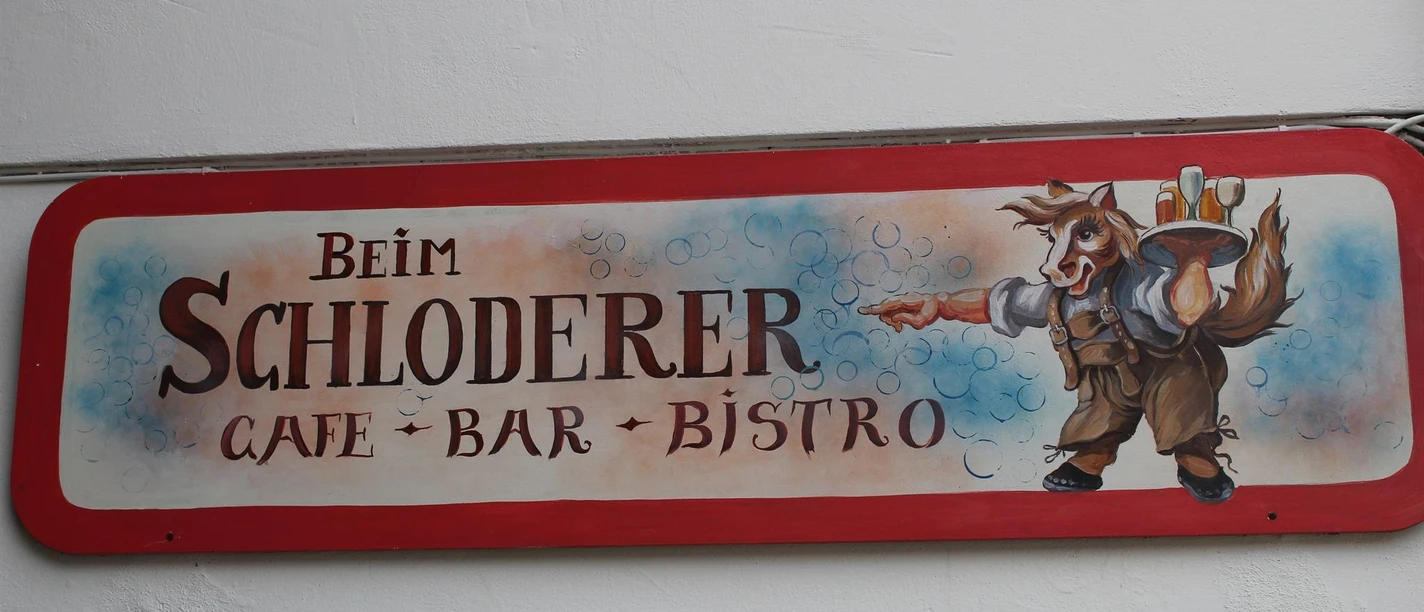 BEiM
SCHLODERER
CAFE - BAR - BiSTRO